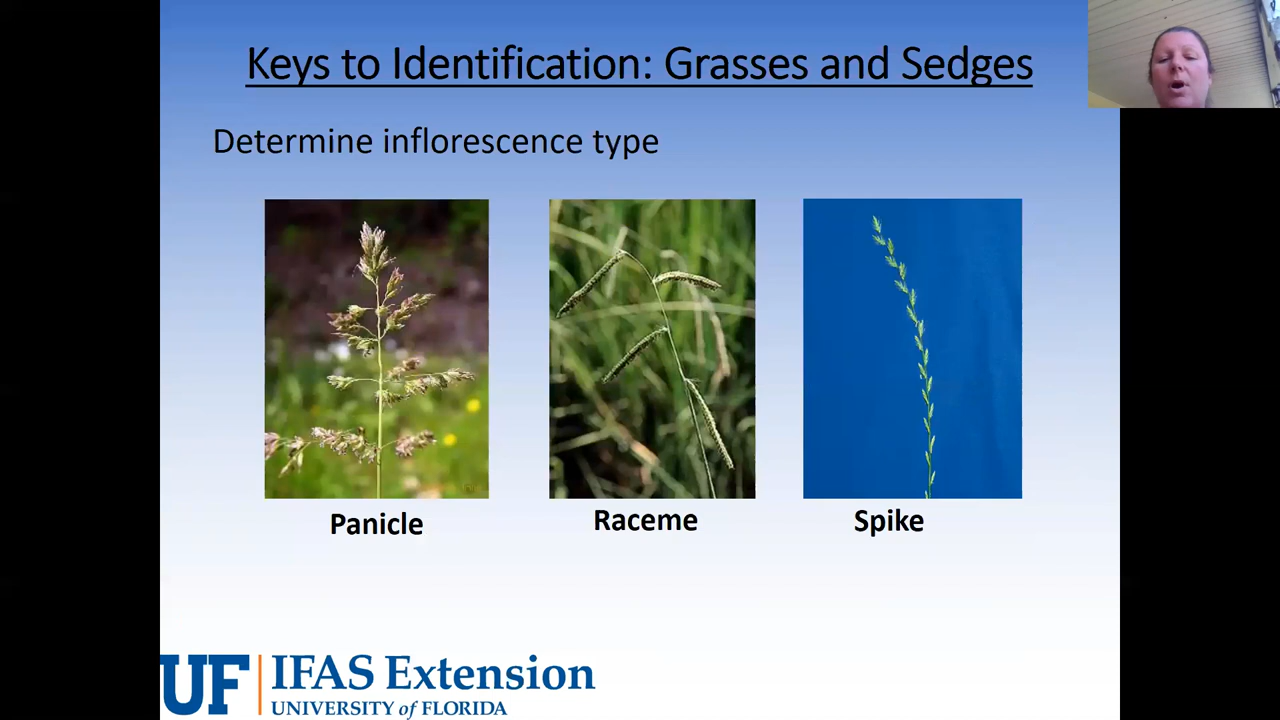 Keys to Identification: Grasses and Sedges
Determine inflorescence type
Panicle
Raceme
Spike
UF IFAS Extension
UNIVERSITY of FLORIDA